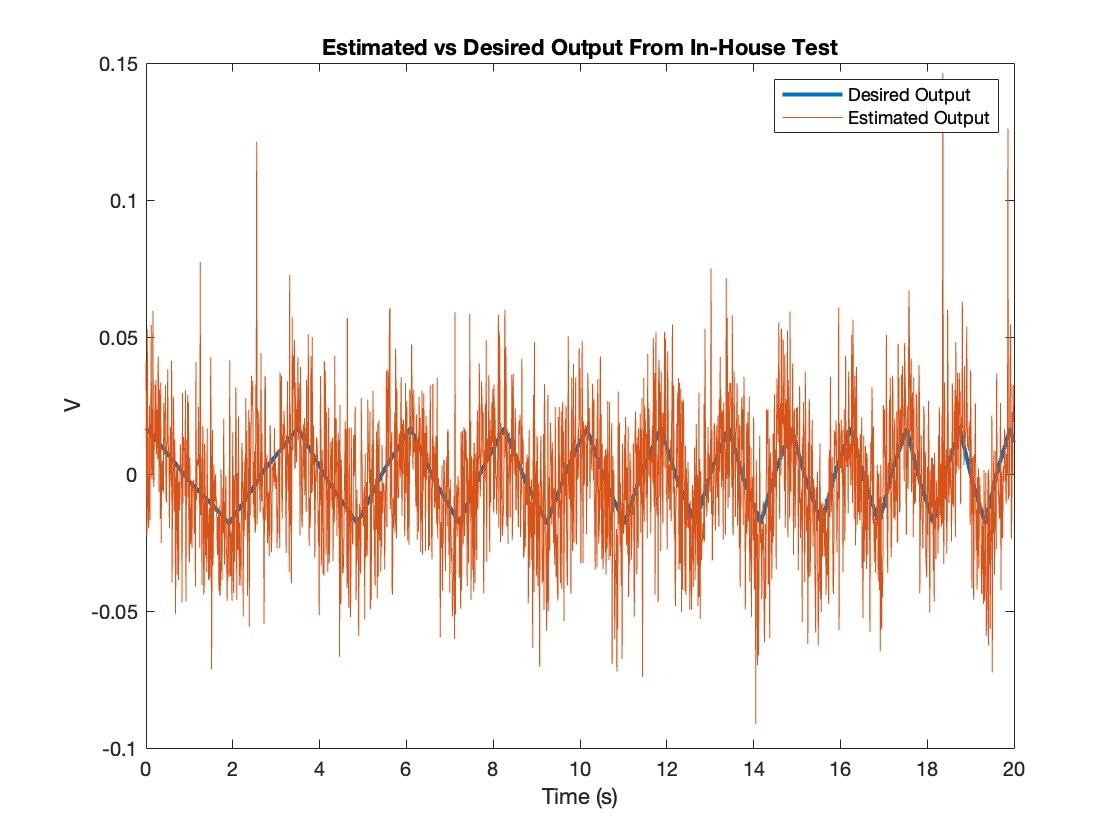 Estimated vs Desired Output From In-House Test
0.15
Desired Output
Estimated Output
0.1
0.05
V
0
-0.05
-0.1
0 2 4 6 8 10 12 14 16 18 20
Time (s)